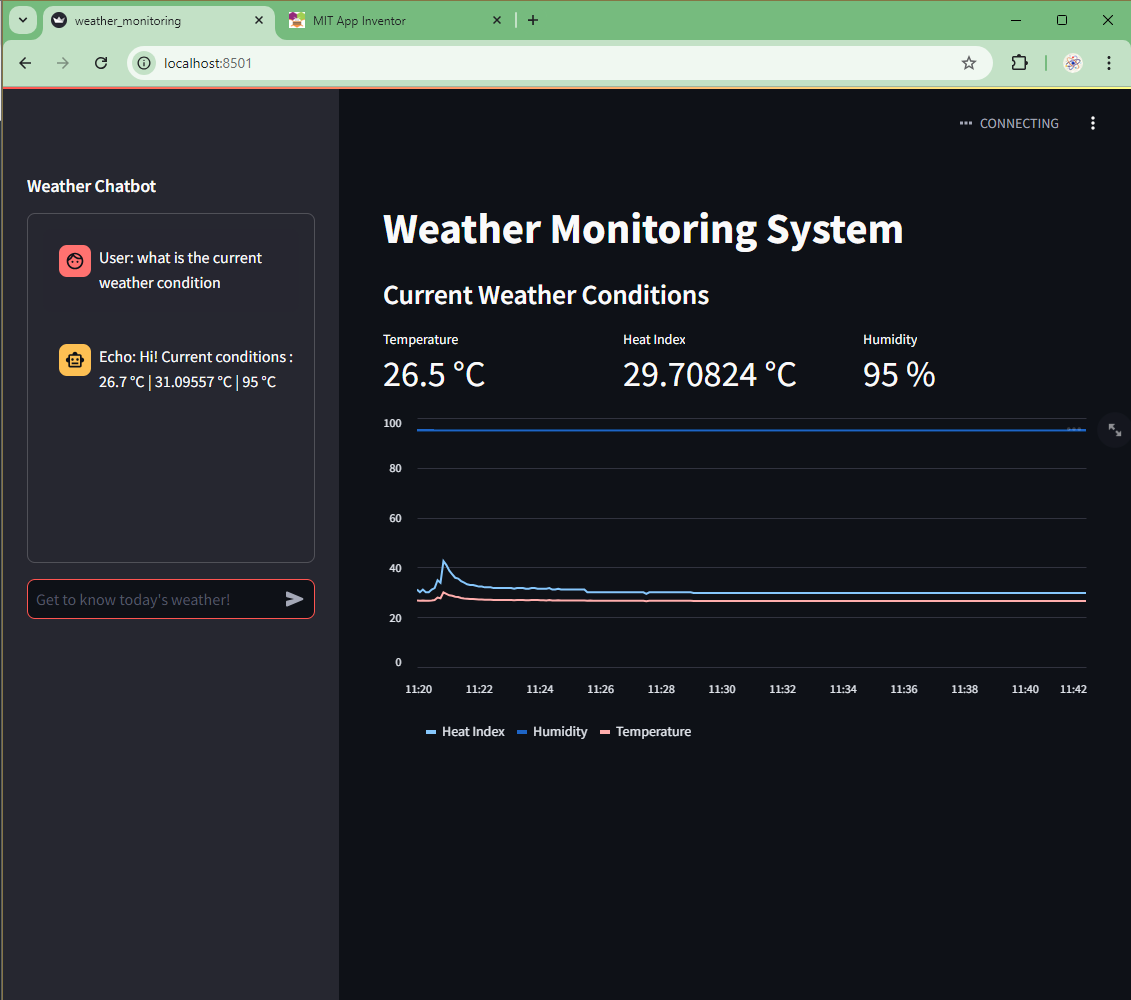 weather_monitoring
MIT App Inventor
localhost:8501
CONNECTING
Weather Chatbot
User: what is the current
weather condition
Echo: Hi! Current conditions :
26.7 °C | 31.09557 °C | 95 °C
Get to know today's weather!
Weather Monitoring System
Current Weather Conditions
Temperature Heat Index Humidity
26.5 °C 29.70824 °C 95 %
100
80
60
40
20
0
11:20 11:22 11:24 11:26 11:28 11:30 11:32 11:34 11:36 11:38 11:40 11:42
Heat Index Humidity Temperature